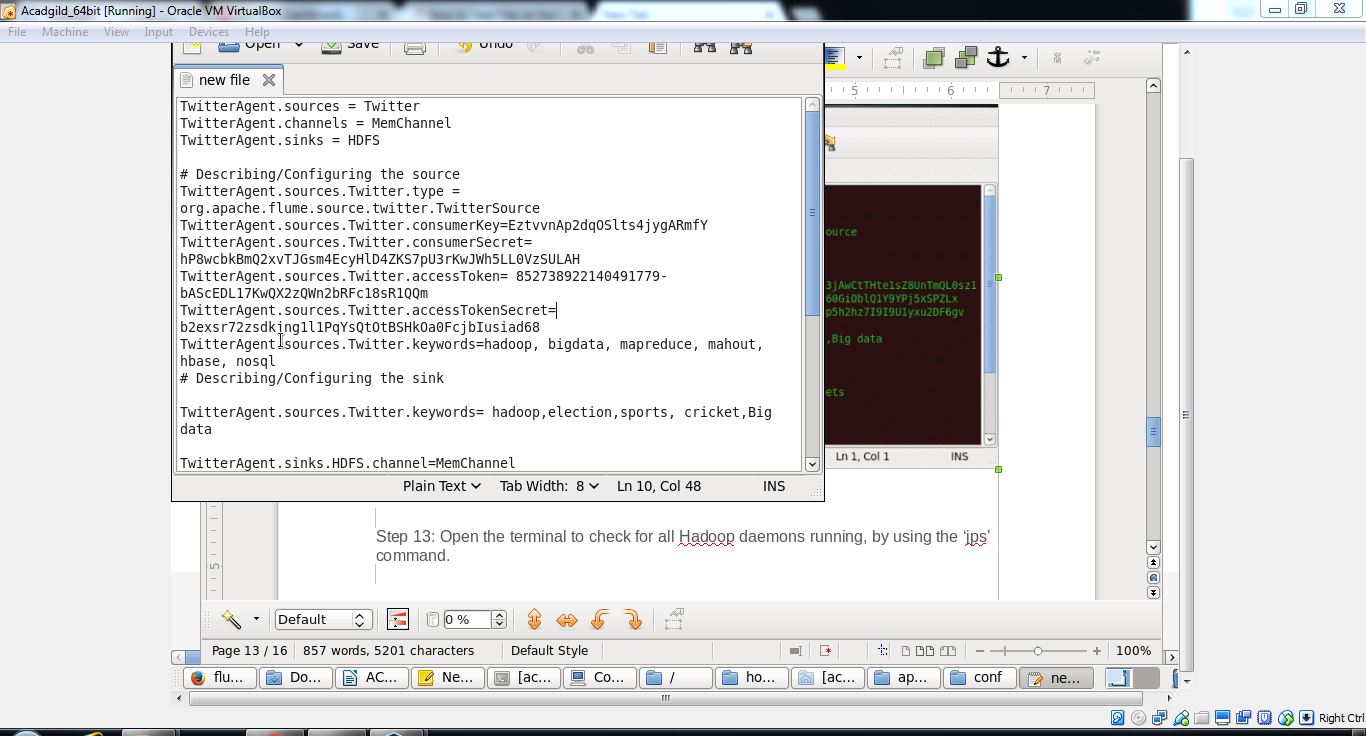 Acadgild_64bit [Running] - Oracle VM VirtualBox
File Machine View Input Devices Help
Open Save Undo
new file
TwitterAgent.sources = Twitter
TwitterAgent.channels = MemChannel
TwitterAgent.sinks = HDFS
# Describing/Configuring the source
TwitterAgent.sources.Twitter.type =
org.apache.flume.source.twitter.TwitterSource
TwitterAgent.sources.Twitter.consumerKey=EztvvnAp2dqOSlts4jygARmfY
TwitterAgent.sources.Twitter.consumerSecret=
hP8wcbkBmQ2xvTJGsm4EcyHlD4ZKS7pU3rKwJWh5LL0VzSULAH
TwitterAgent.sources.Twitter.accessToken= 852738922140491779-
bAScEDL17KwQX2zQWn2bRFc18sR1QQm
TwitterAgent.sources.Twitter.accessTokenSecret=
b2exsr72zsdkjng1l1PqYsQtOtBSHkOa0FcjbIusiad68
TwitterAgent.sources.Twitter.keywords=hadoop, bigdata, mapreduce, mahout,
hbase, nosql
# Describing/Configuring the sink
TwitterAgent.sources.Twitter.keywords= hadoop,election,sports, cricket,Big
data
TwitterAgent.sinks.HDFS.channel=MemChannel
Plain Text Tab Width: 8 Ln 10, Col 48 INS
5 6 7
ource
3jAwCtTHte1sZ8UnTmQL0sz1
60GiOblQ1Y9YPj5xSPZLx
p5h2hz7I9I9U1yxu2DF6gv
,Big data
ets
Ln 1, Col 1 INS
Step 13: Open the terminal to check for all Hadoop daemons running, by using the ‘jps’
command.
5
Default 0 %
Page 13 / 16 857 words, 5201 characters Default Style 100%
flu... Do... AC... Ne... [ac... Co... / ho... [ac... ap... conf ne...
Right Ctrl